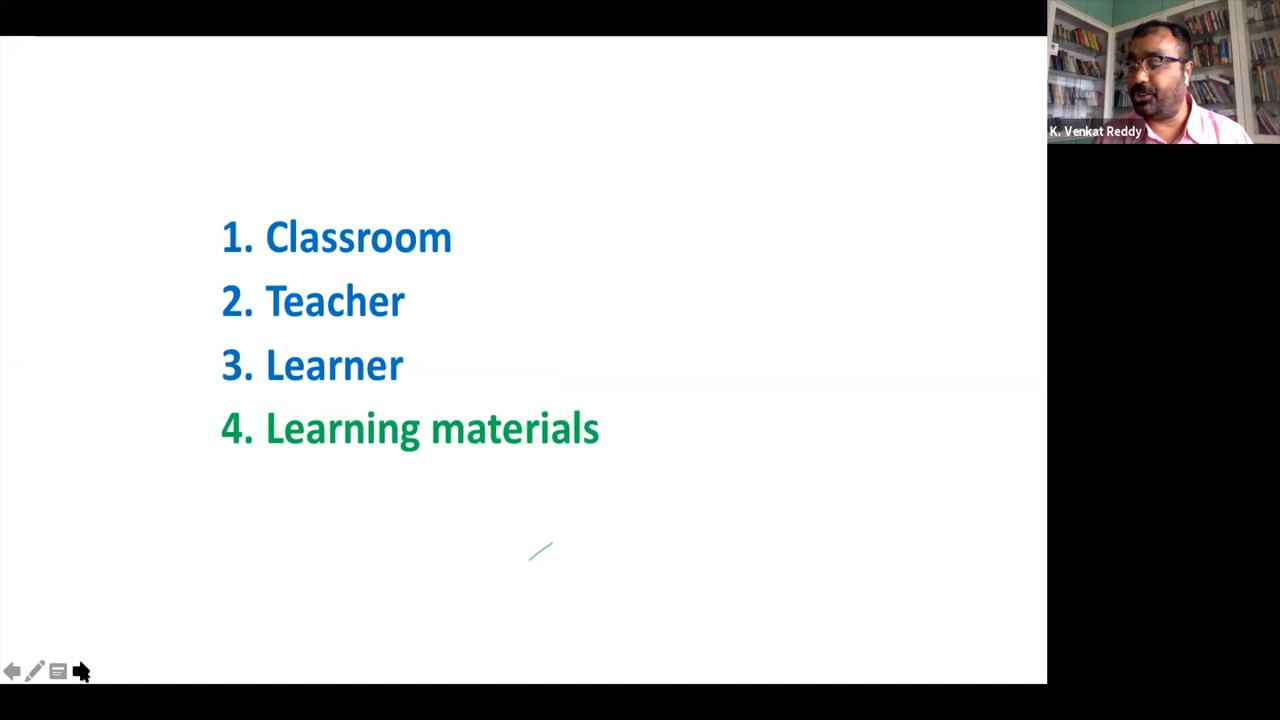 K. Venkat Reddy
1. Classroom
2. Teacher
3. Learner
4. Learning materials